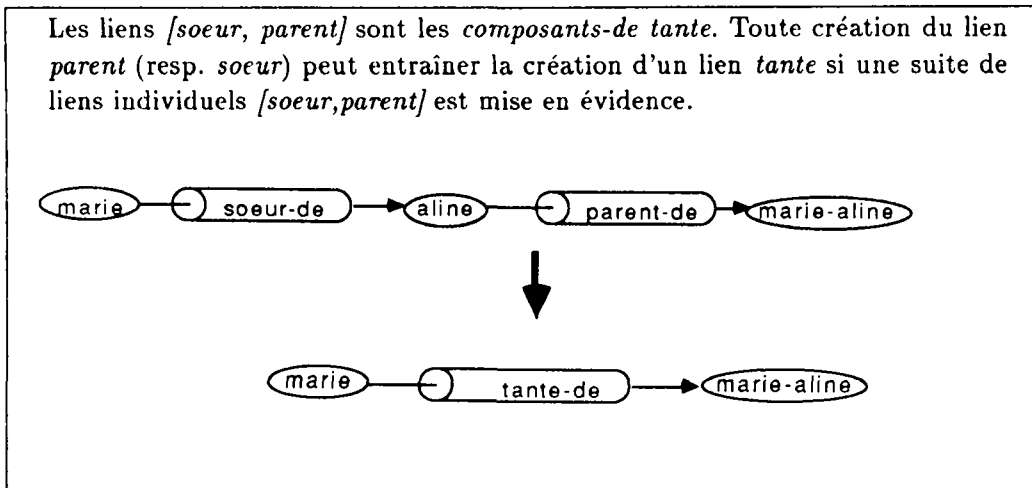 Les liens [soeur, parent] sont les composants-de tante. Toute création du lien
parent (resp. soeur) peut entraîner la création d'un lien tante si une suite de
liens individuels [soeur,parent] est mise en évidence.
marie soeur-de aline parent-de marie-aline
marie tante-de marie-aline